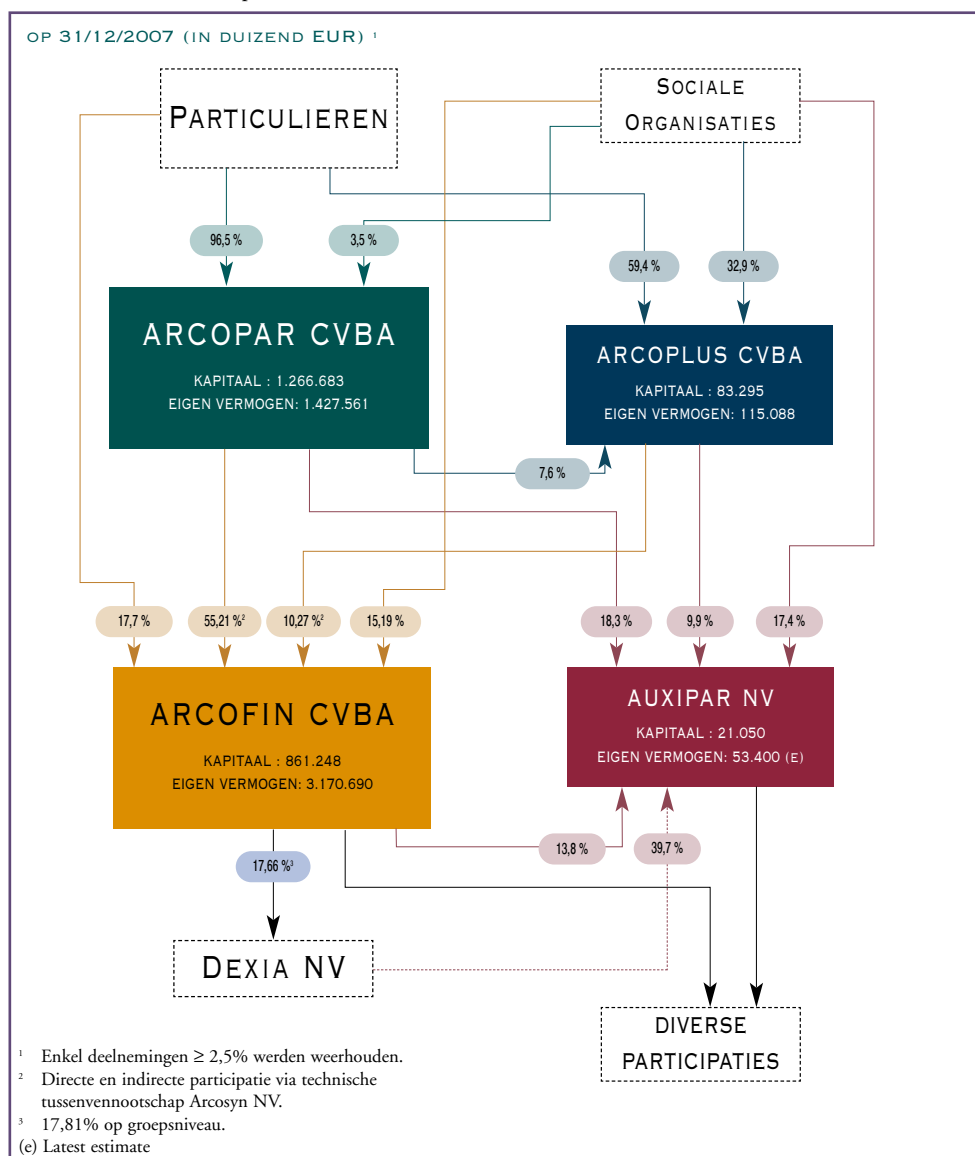 OP 31/12/2007 (IN DUIZEND EUR) ¹
PARTICULIEREN
SOCIALE
ORGANISATIES
96,5 %
3,5 %
59,4 %
32,9 %
ARCOPAR CVBA
KAPITAAL : 1.266.683
EIGEN VERMOGEN: 1.427.561
ARCOPLUS CVBA
KAPITAAL : 83.295
EIGEN VERMOGEN: 115.088
7,6 %
17,7 %
55,21 %²
10,27 %²
15,19 %
18,3 %
9,9 %
17,4 %
ARCOFIN CVBA
KAPITAAL : 861.248
EIGEN VERMOGEN: 3.170.690
AUXIPAR NV
KAPITAAL : 21.050
EIGEN VERMOGEN: 53.400 (E)
13,8 %
39,7 %
17,66 %³
DEXIA NV
DIVERSE
PARTICIPATIES
¹ Enkel deelnemingen ≥ 2,5% werden weerhouden.
² Directe en indirecte participatie via technische
tussenvennootschap Arcosyn NV.
³ 17,81% op groepsniveau.
(e) Latest estimate